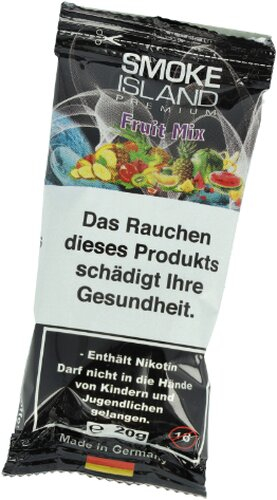 SMOKE
ISLAND
PREMIUM
Fruit Mix
Das Rauchen
dieses Produkts
schädigt Ihre
Gesundheit.
- Enthält Nikotin
Darf nicht in die Hände
von Kindern und
Jugendlichen
gelangen.
e 20g 18
Made in Germany